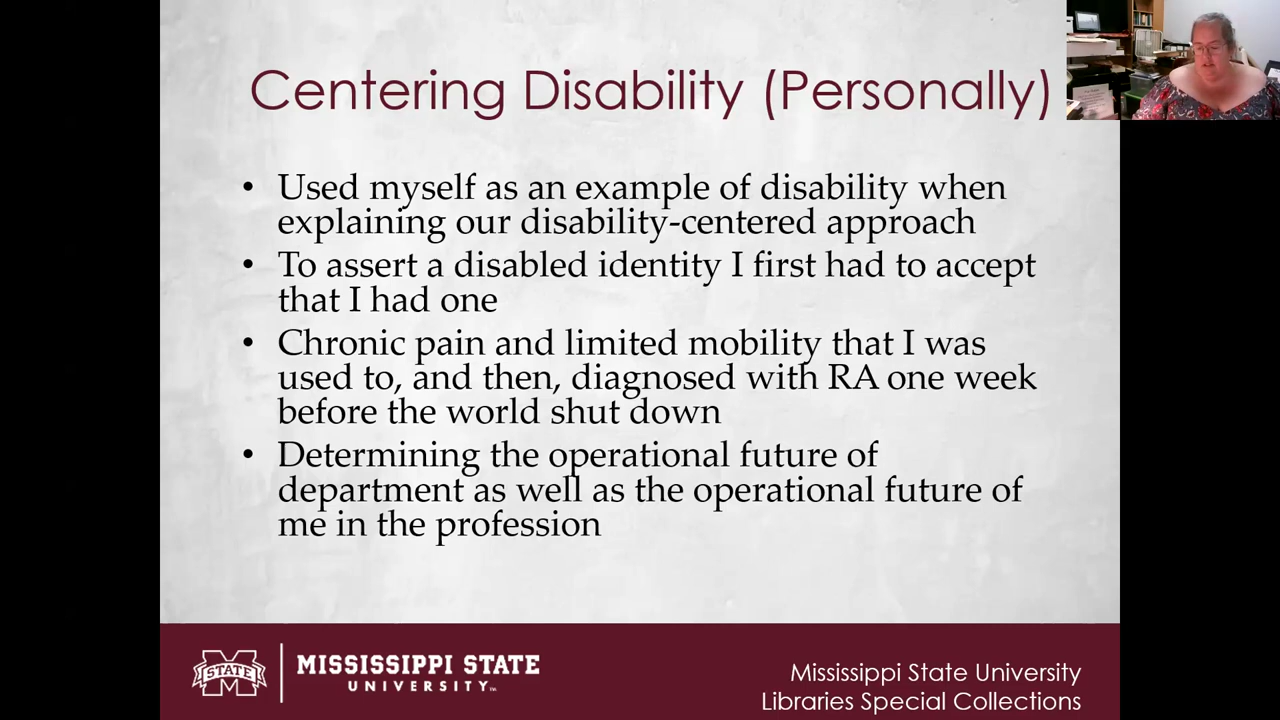 Centering Disability (Personally)
• Used myself as an example of disability when
explaining our disability-centered approach
• To assert a disabled identity I first had to accept
that I had one
• Chronic pain and limited mobility that I was
used to, and then, diagnosed with RA one week
before the world shut down
• Determining the operational future of
department as well as the operational future of
me in the profession
STATE
MISSISSIPPI STATE
UNIVERSITY™
Mississippi State University
Libraries Special Collections